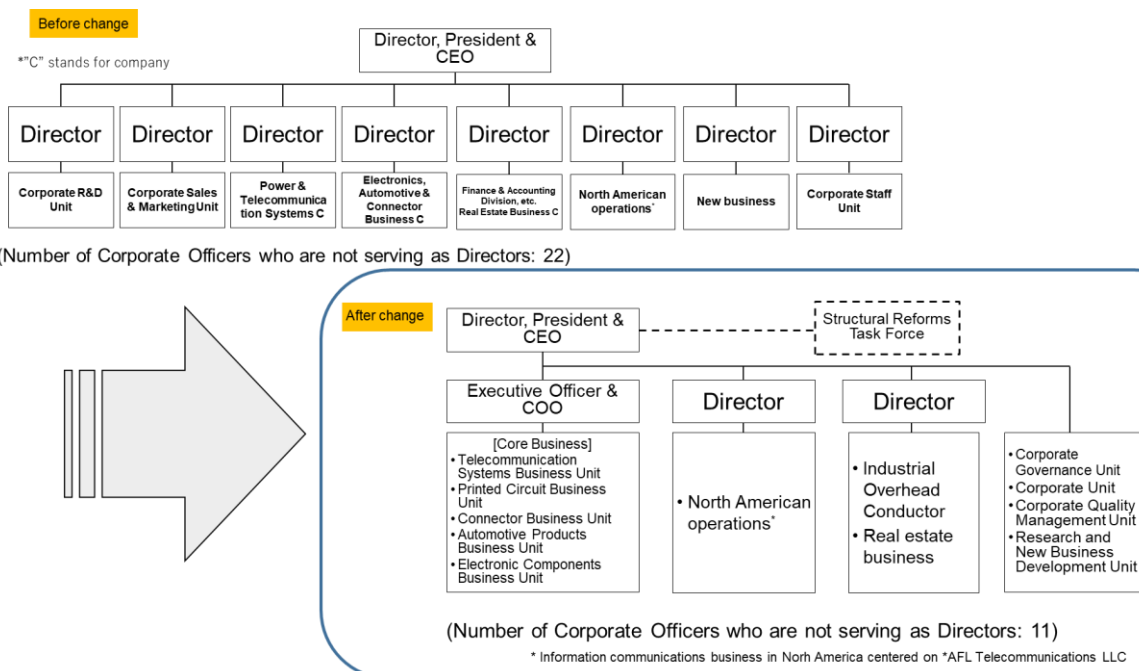 Before change
*"C" stands for company
Director, President &
CEO
Director
Director
Director
Director
Director
Director
Director
Director
Corporate R&D
Unit
Corporate Sales
& Marketing Unit
Power &
Telecommunica
tion Systems C
Electronics,
Automotive &
Connector
Business C
Finance & Accounting
Division, etc.
Real Estate Business C
North American
operations*
New business
Corporate Staff
Unit
(Number of Corporate Officers who are not serving as Directors: 22)
After change
Director, President &
CEO
Structural Reforms
Task Force
Executive Officer &
COO
Director
Director
[Core Business]
• Telecommunication
Systems Business Unit
• Printed Circuit Business
Unit
• Connector Business Unit
• Automotive Products
Business Unit
• Electronic Components
Business Unit
• North American
operations*
• Industrial
Overhead
Conductor
• Real estate
business
• Corporate
Governance Unit
• Corporate Unit
• Corporate Quality
Management Unit
• Research and
New Business
Development Unit
(Number of Corporate Officers who are not serving as Directors: 11)
* Information communications business in Norh America centered on *AFL Telecommunications LLC